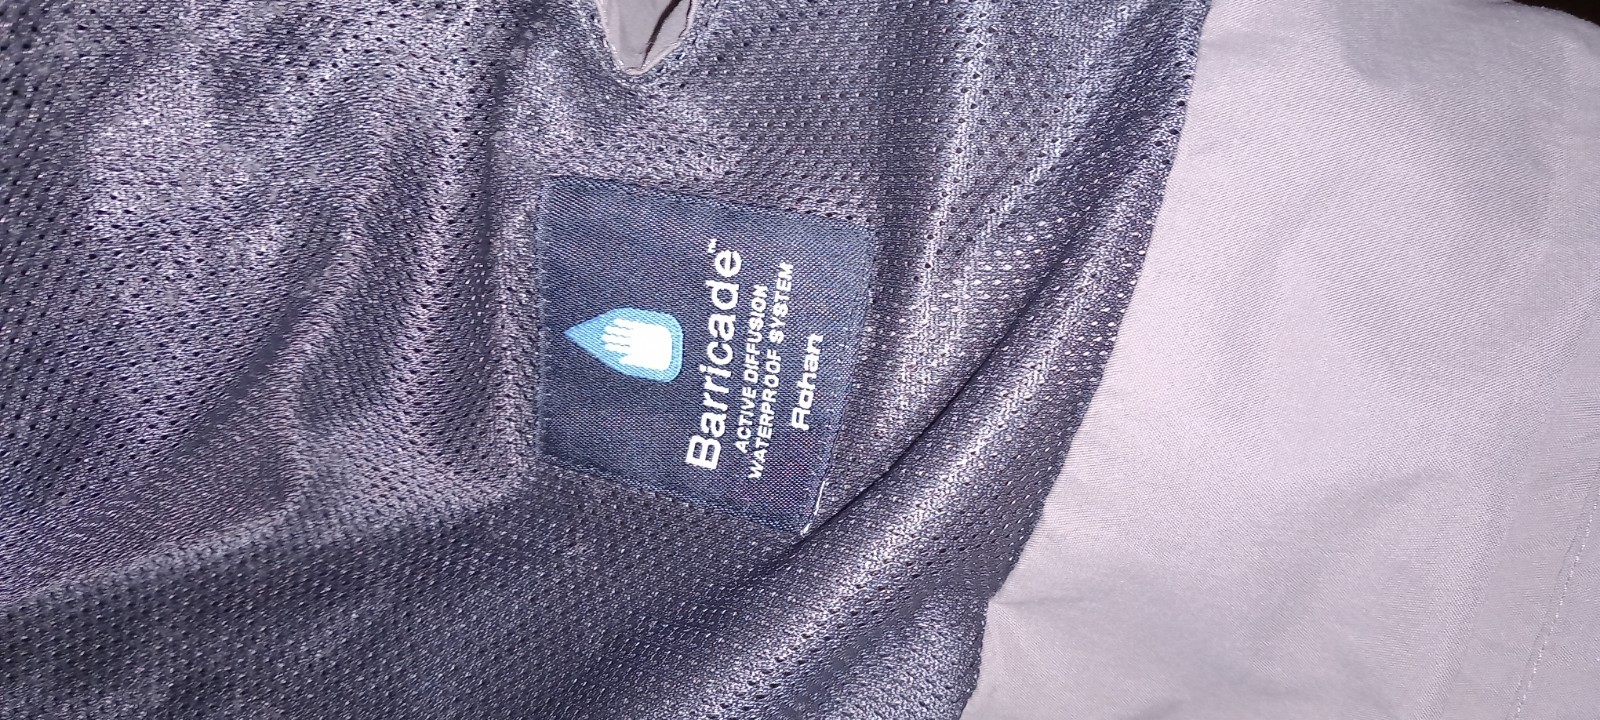 Barricade™
ACTIVE DIFFUSION
WATERPROOF SYSTEM
Rohan